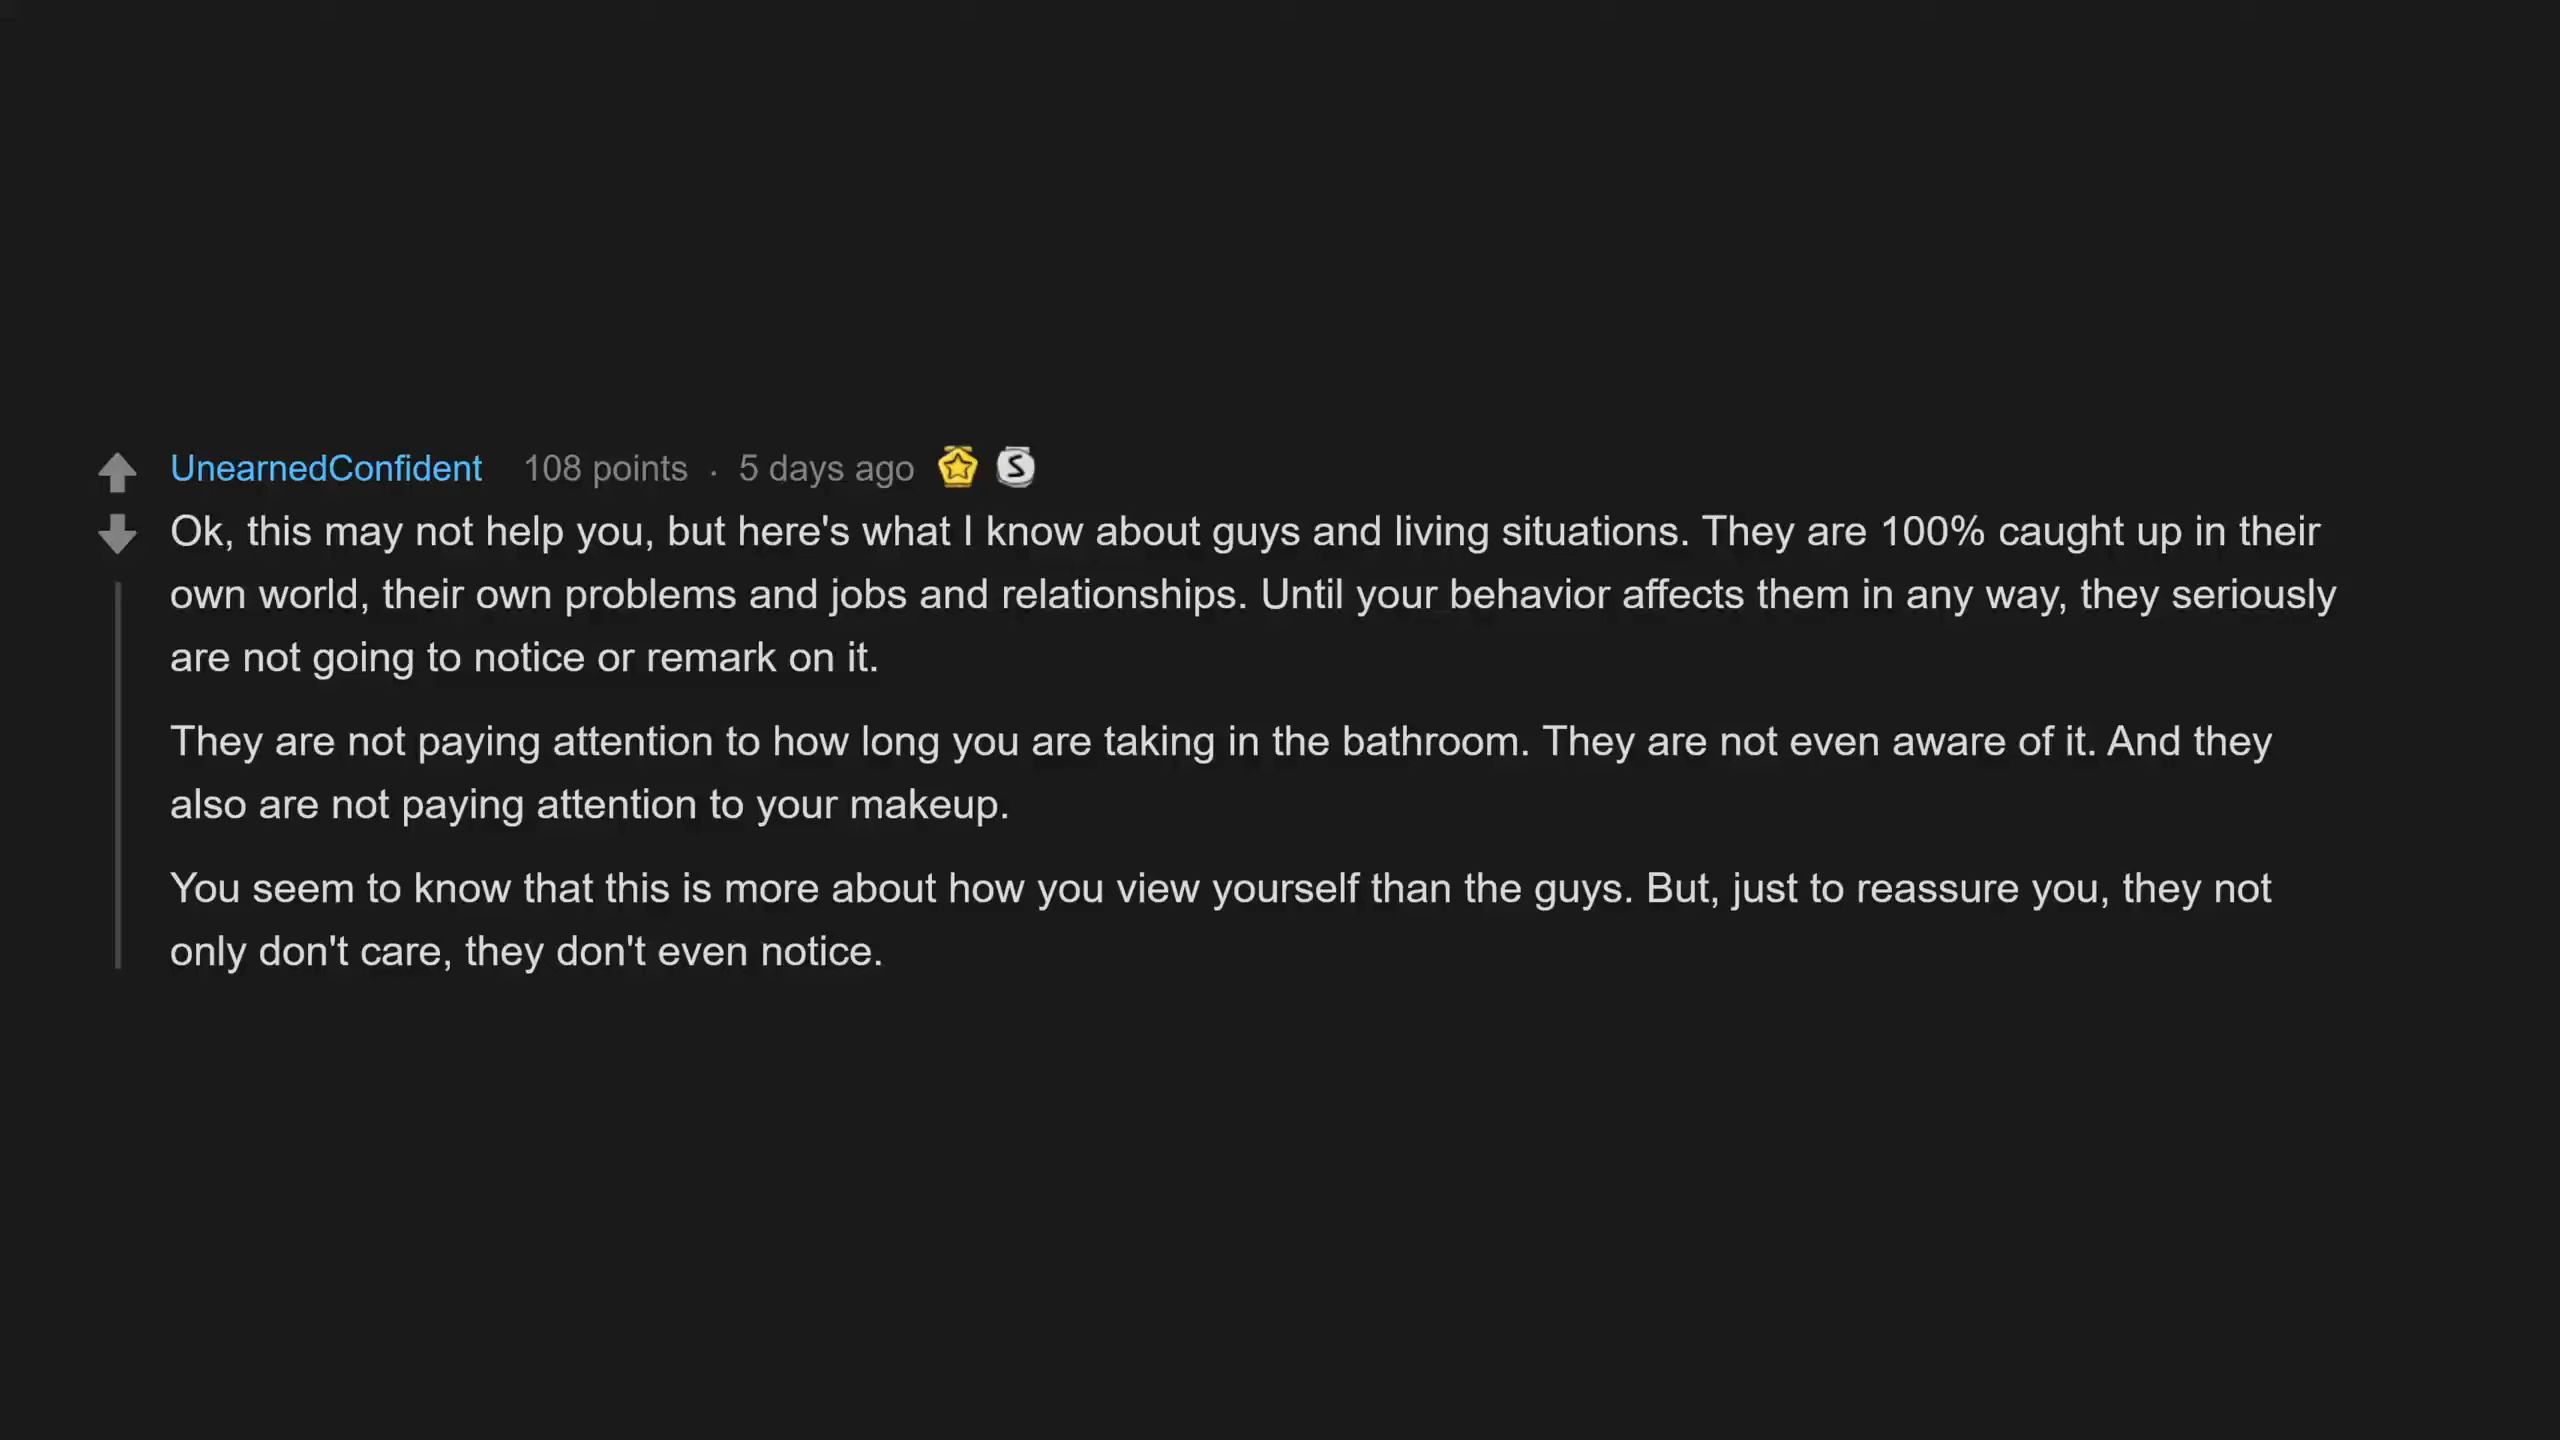 UnearnedConfident 108 points · 5 days ago S
Ok, this may not help you, but here's what I know about guys and living situations. They are 100% caught up in their
own world, their own problems and jobs and relationships. Until your behavior affects them in any way, they seriously
are not going to notice or remark on it.
They are not paying attention to how long you are taking in the bathroom. They are not even aware of it. And they
also are not paying attention to your makeup.
You seem to know that this is more about how you view yourself than the guys. But, just to reassure you, they not
only don't care, they don't even notice.